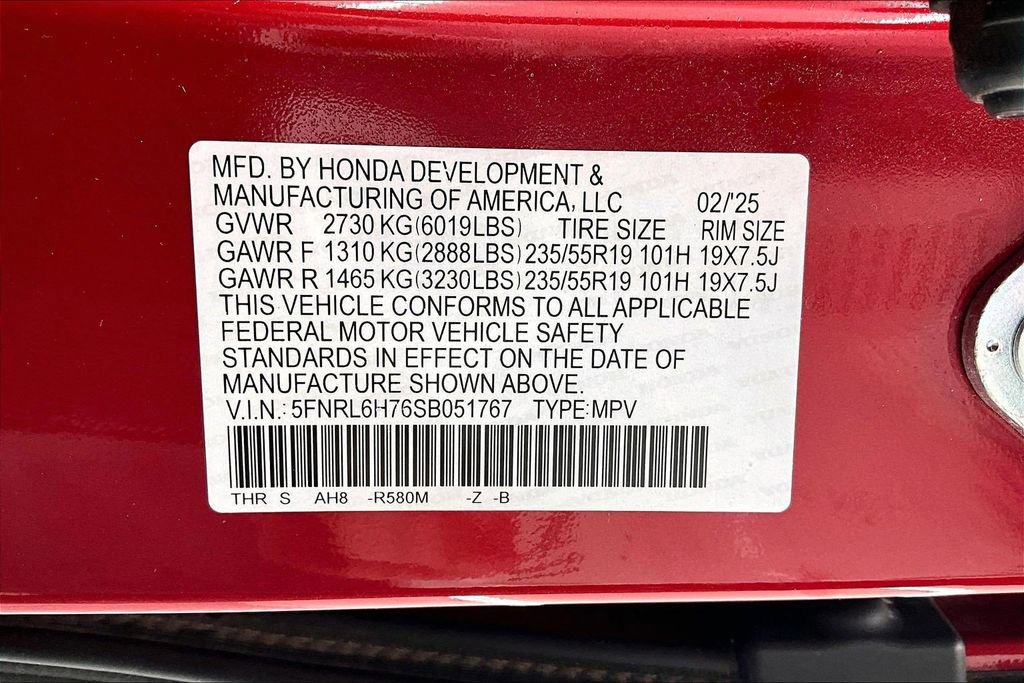 MFD. BY HONDA DEVELOPMENT &
MANUFACTURING OF AMERICA, LLC 02/'25
GVWR 2730 KG(6019LBS) TIRE SIZE RIM SIZE
GAWR F 1310 KG(2888LBS) 235/55R19 101H 19X7.5J
GAWR R 1465 KG(3230LBS) 235/55R19 101H 19X7.5J
THIS VEHICLE CONFORMS TO ALL APPLICABLE
FEDERAL MOTOR VEHICLE SAFETY
STANDARDS IN EFFECT ON THE DATE OF
MANUFACTURE SHOWN ABOVE.
V.I.N.: 5FNRL6H76SB051767 TYPE:MPV
THR S AH8 -R580M -Z -B